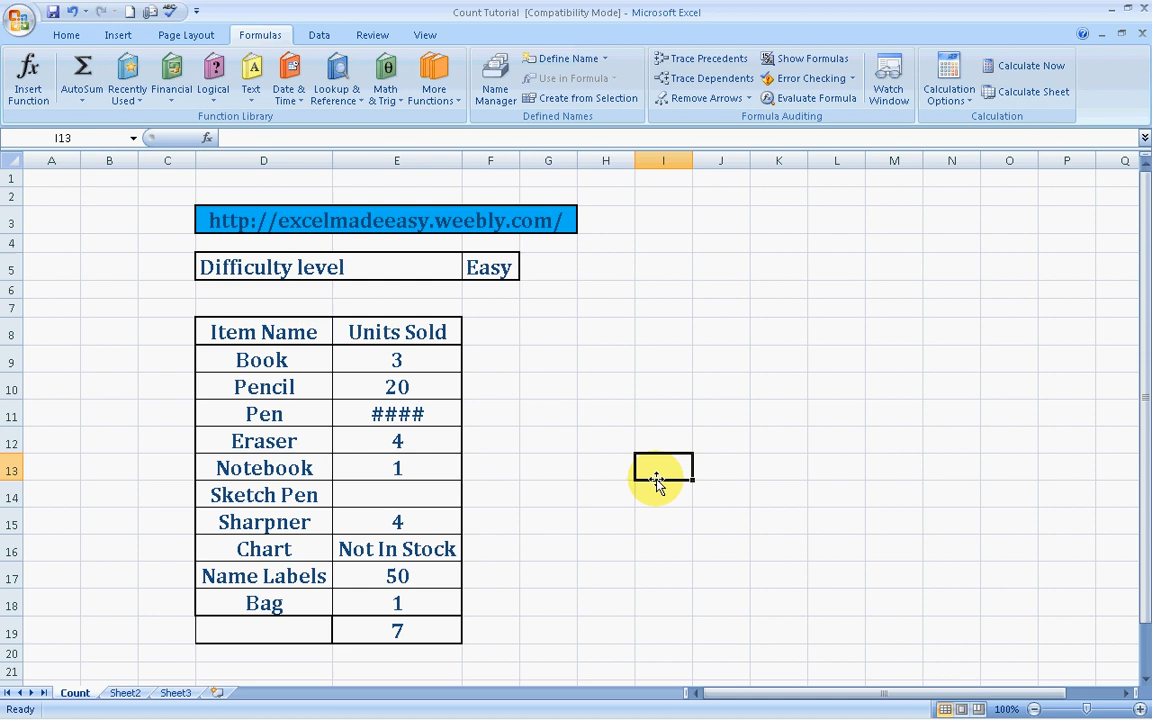 Count Tutorial [Compatibility Mode] - Microsoft Excel
Home Insert Page Layout Formulas Data Review View
Insert Function
AutoSum
Recently Used
Financial
Logical
Text
Date & Time
Lookup & Reference
Math & Trig
More Functions
Function Library
Name Manager
Define Name
Use in Formula
Create from Selection
Defined Names
Trace Precedents
Trace Dependents
Remove Arrows
Show Formulas
Error Checking
Evaluate Formula
Formula Auditing
Watch Window
Calculation Options
Calculate Now
Calculate Sheet
Calculation
I13 fx
A B C D E F G H I J K L M N O P Q
1
2
3 http://excelmadeeasy.weebly.com/
4
5 Difficulty level Easy
6
7
8 Item Name Units Sold
9 Book 3
10 Pencil 20
11 Pen ####
12 Eraser 4
13 Notebook 1
14 Sketch Pen
15 Sharpner 4
16 Chart Not In Stock
17 Name Labels 50
18 Bag 1
19 7
20
21
Count Sheet2 Sheet3
Ready 100%